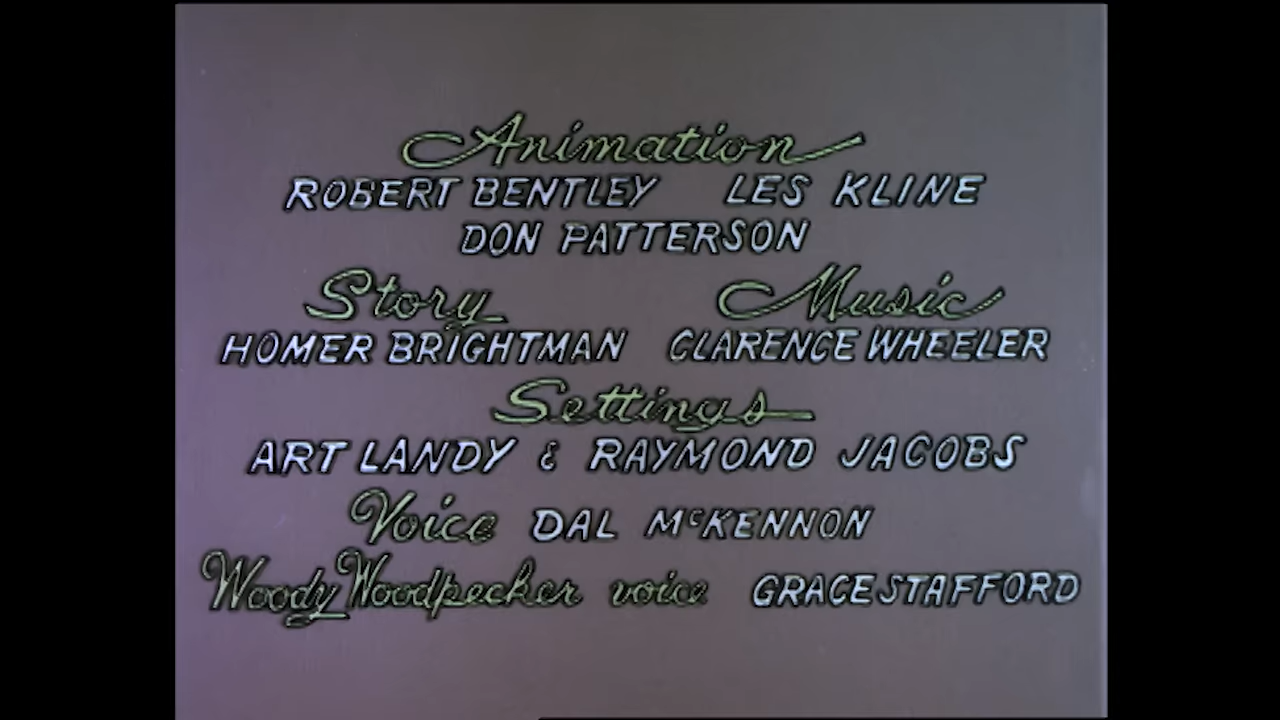 Animation
ROBERT BENTLEY LES KLINE
DON PATTERSON
Story Music
HOMER BRIGHTMAN CLARENCE WHEELER
Settings
ART LANDY & RAYMOND JACOBS
Voice DAL McKENNON
Woody Woodpecker voice GRACE STAFFORD